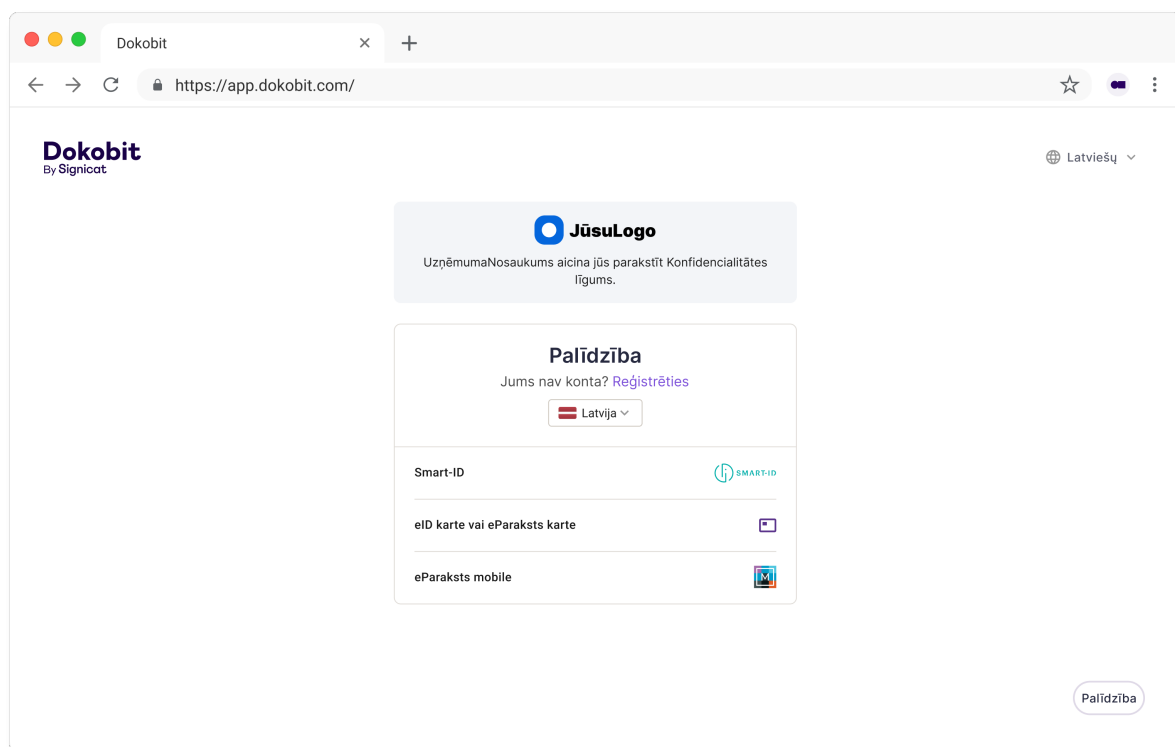 Dokobit
https://app.dokobit.com/
Dokobit
By Signicat
Latviešų
JūsuLogo
UzņēmumaNosaukums aicina jūs parakstīt Konfidencialitātes
līgums.
Palīdzība
Jums nav konta? Reģistrēties
Latvija
Smart-ID
SMART-ID
eID karte vai eParaksts karte
eParaksts mobile
M
Palīdzība